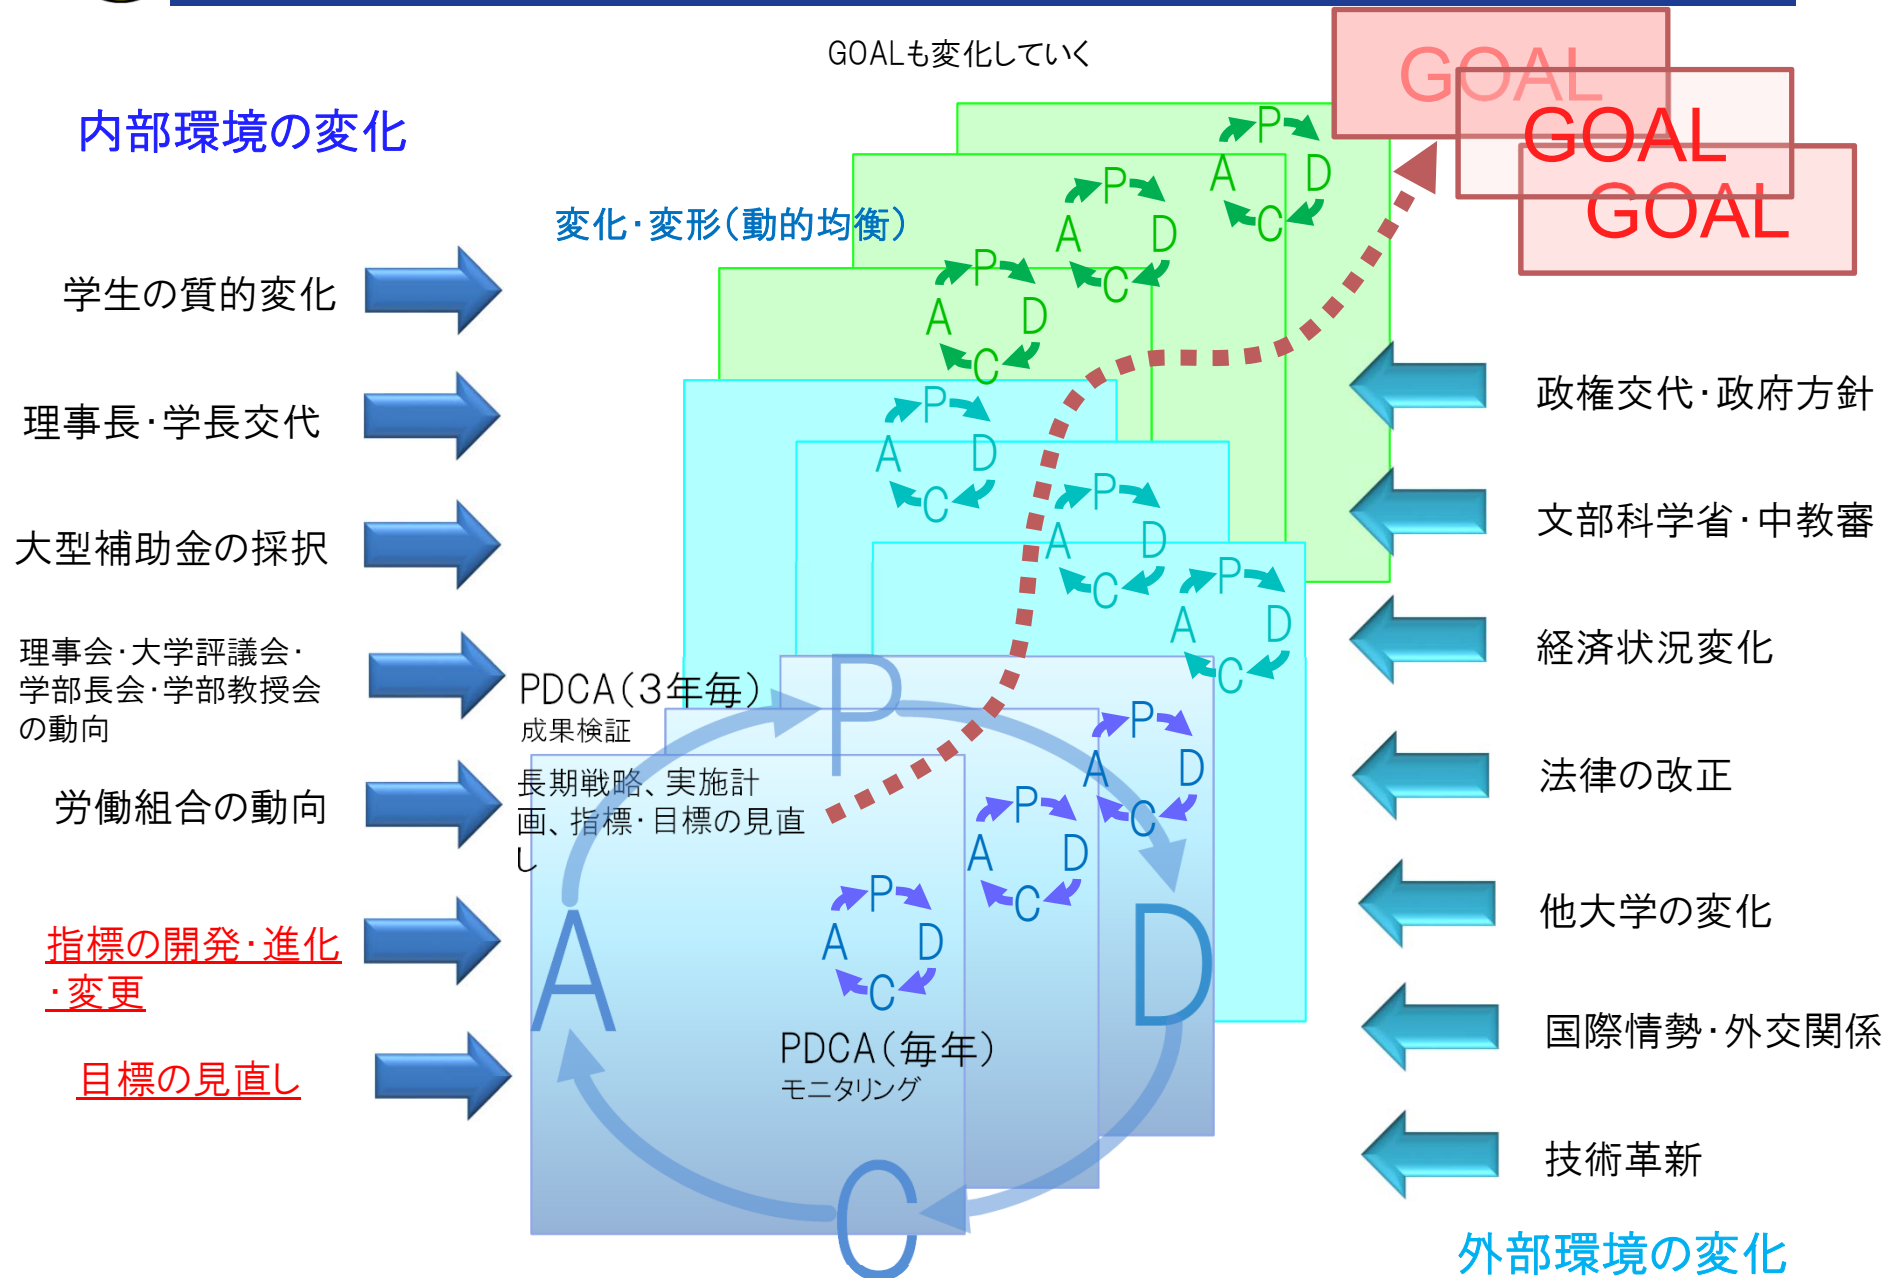 GOALも変化していく
GOAL
GOAL
GOAL
内部環境の変化
変化・変形(動的均衡)
学生の質的変化
理事長・学長交代
大型補助金の採択
理事会・大学評議会・
学部長会・学部教授会
の動向
労働組合の動向
指標の開発・進化
・変更
目標の見直し
P
D
C
A
P
D
C
A
P
D
C
A
P
D
C
A
P
D
C
A
P
D
C
A
PDCA(3年毎)
成果検証
長期戦略、実施計
画、指標・目標の見直
し
P
D
C
A
P
D
C
A
P
D
C
A
P
D
C
A
PDCA(毎年)
モニタリング
政権交代・政府方針
文部科学省・中教審
経済状況変化
法律の改正
他大学の変化
国際情勢・外交関係
技術革新
外部環境の変化